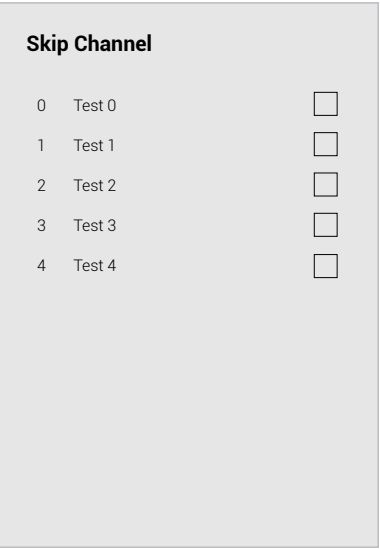 Skip Channel
0 Test 0
1 Test 1
2 Test 2
3 Test 3
4 Test 4